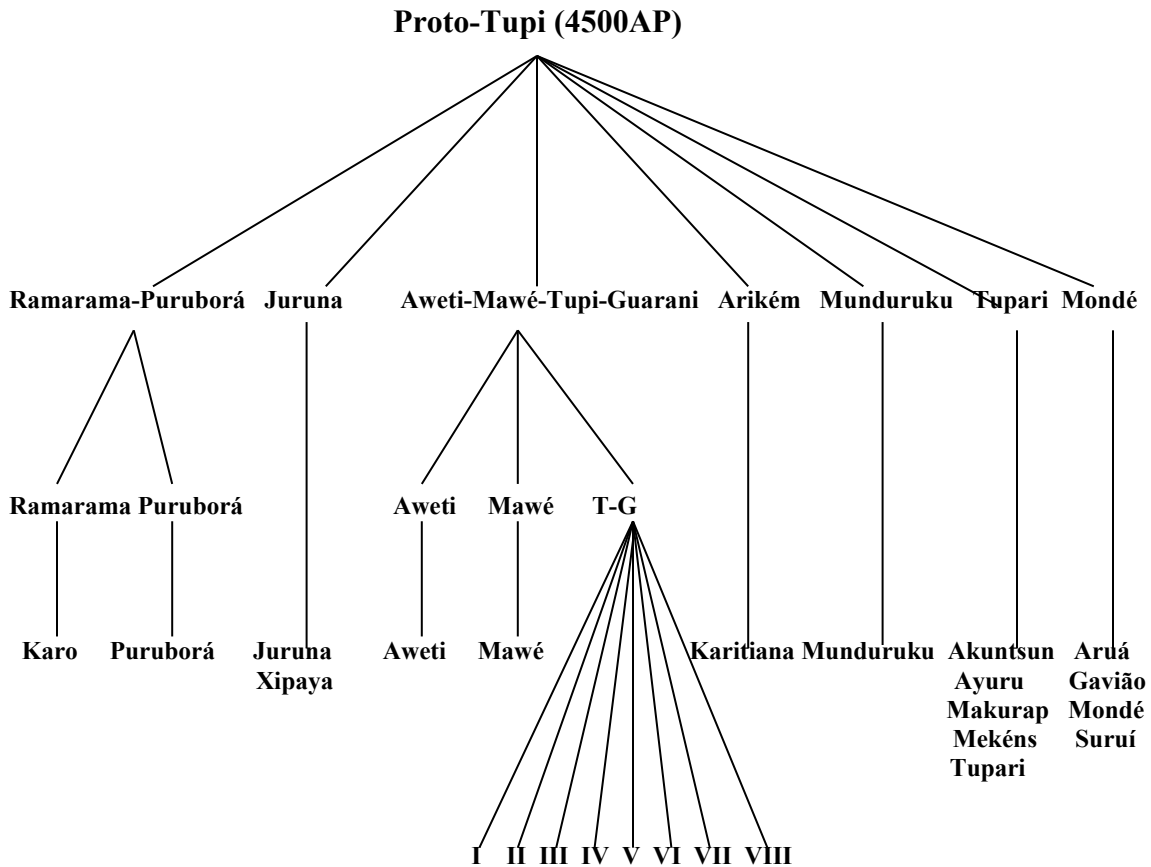 Proto-Tupi (4500AP)
Ramarama-Puruborá Juruna Aweti-Mawé-Tupi-Guarani Arikém Munduruku Tupari Mondé
Ramarama Puruborá Aweti Mawé T-G
Karo Puruborá Juruna Aweti Mawé Karitiana Munduruku Akuntsun Aruá
Xipaya Ayuru Gavião
Makurap Mondé
Mekéns Suruí
Tupari
I II III IV V VI VII VIII